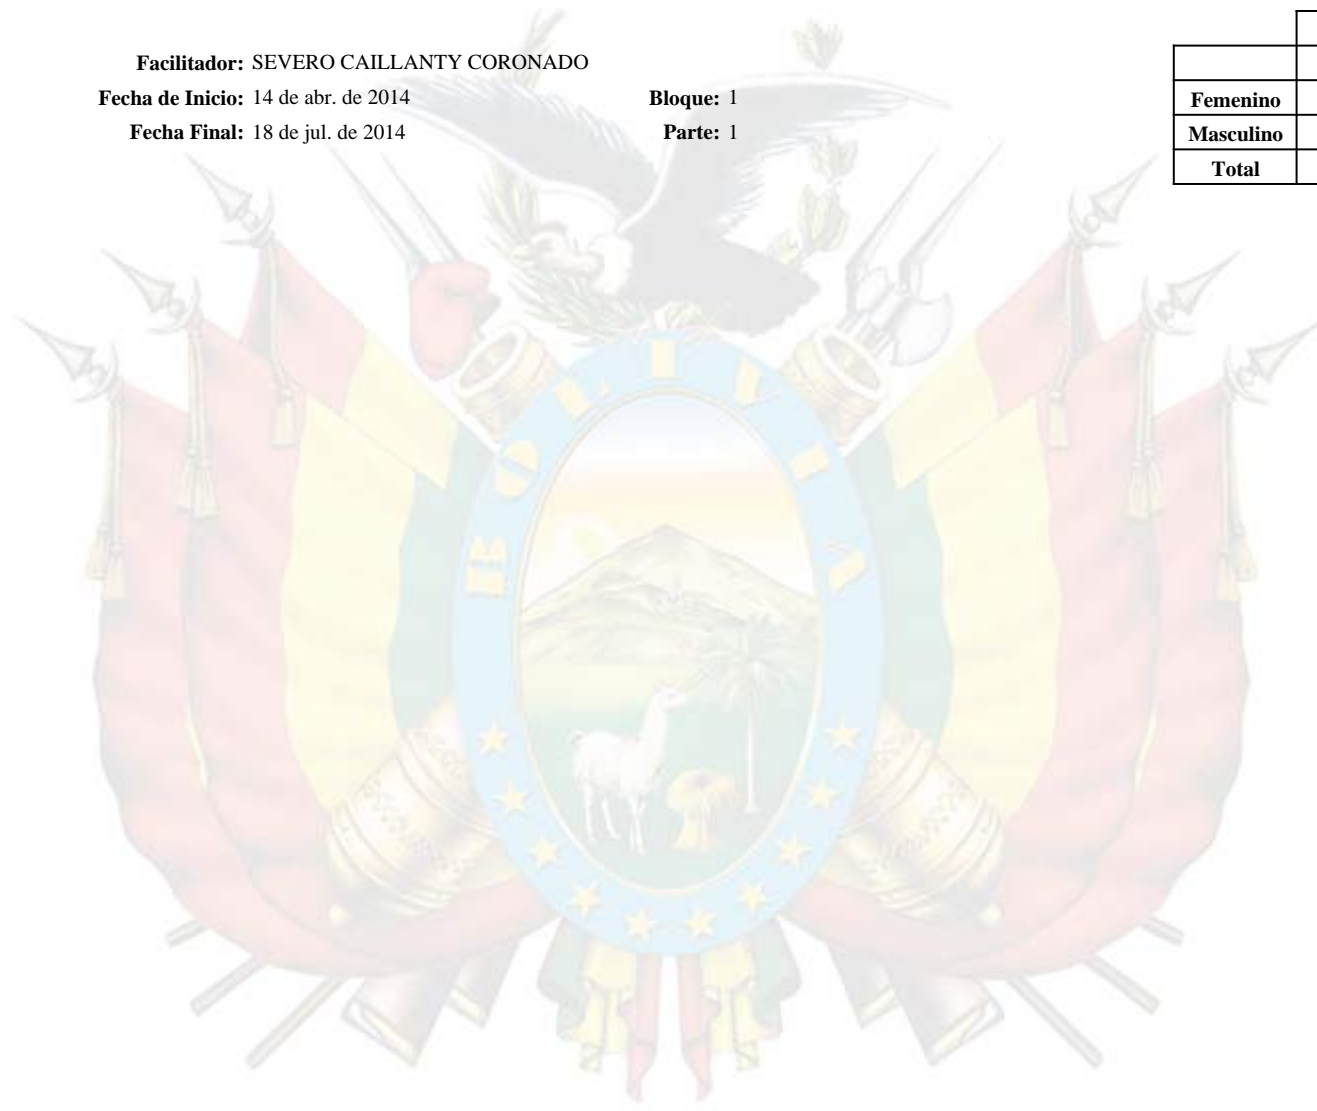 Facilitador: SEVERO CAILLANTY CORONADO
Fecha de Inicio: 14 de abr. de 2014 Bloque: 1
Fecha Final: 18 de jul. de 2014 Parte: 1
Femenino
Masculino
Total
BOLIVIA